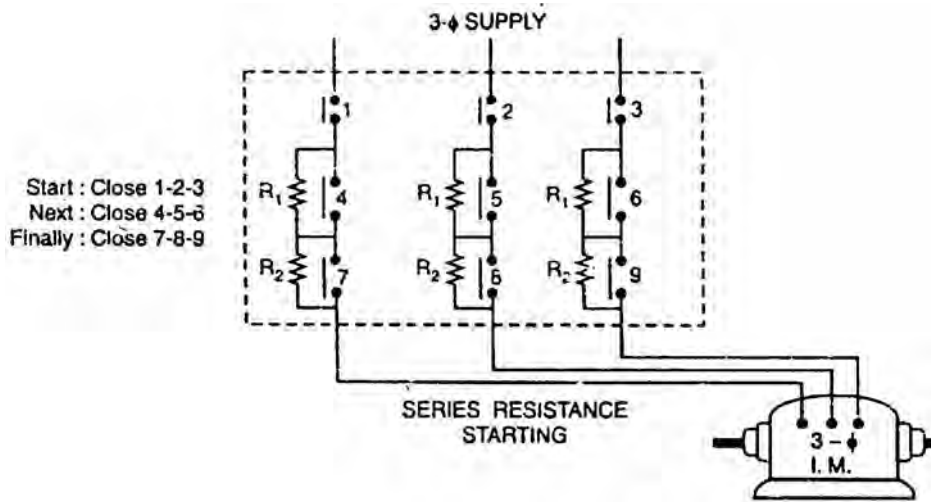 3-ϕ SUPPLY
1 2 3
Start : Close 1-2-3
Next : Close 4-5-6
Finally : Close 7-8-9
R₁ 4 R₁ 5 R₁ 6
R₂ 7 R₂ 8 R₂ 9
SERIES RESISTANCE
STARTING
3 – ϕ
I. M.